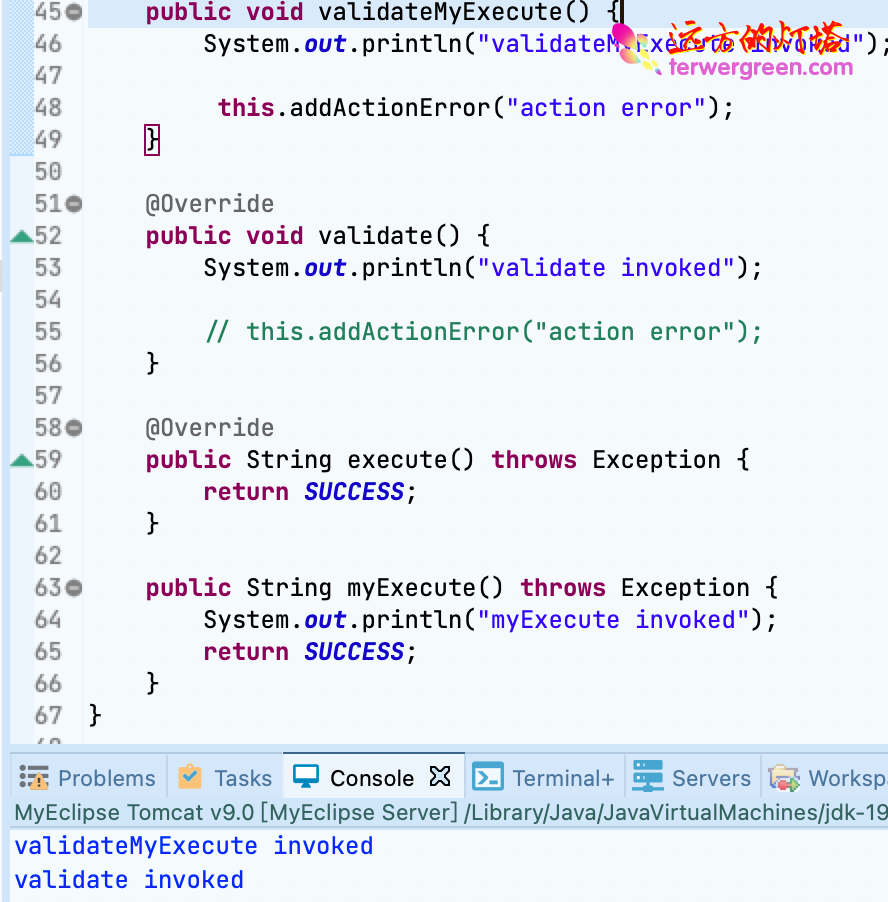 45 public void validateMyExecute() {
46 System.out.println("validateMyExecute invoked");
远方的灯塔
terwergreen.com
47
48 this.addActionError("action error");
49 }
50
51 @Override
52 public void validate() {
53 System.out.println("validate invoked");
54
55 // this.addActionError("action error");
56 }
57
58 @Override
59 public String execute() throws Exception {
60 return SUCCESS;
61 }
62
63 public String myExecute() throws Exception {
64 System.out.println("myExecute invoked");
65 return SUCCESS;
66 }
67 }
Problems Tasks Console Terminal+ Servers Worksp
MyEclipse Tomcat v9.0 [MyEclipse Server] /Library/Java/JavaVirtualMachines/jdk-19
validateMyExecute invoked
validate invoked